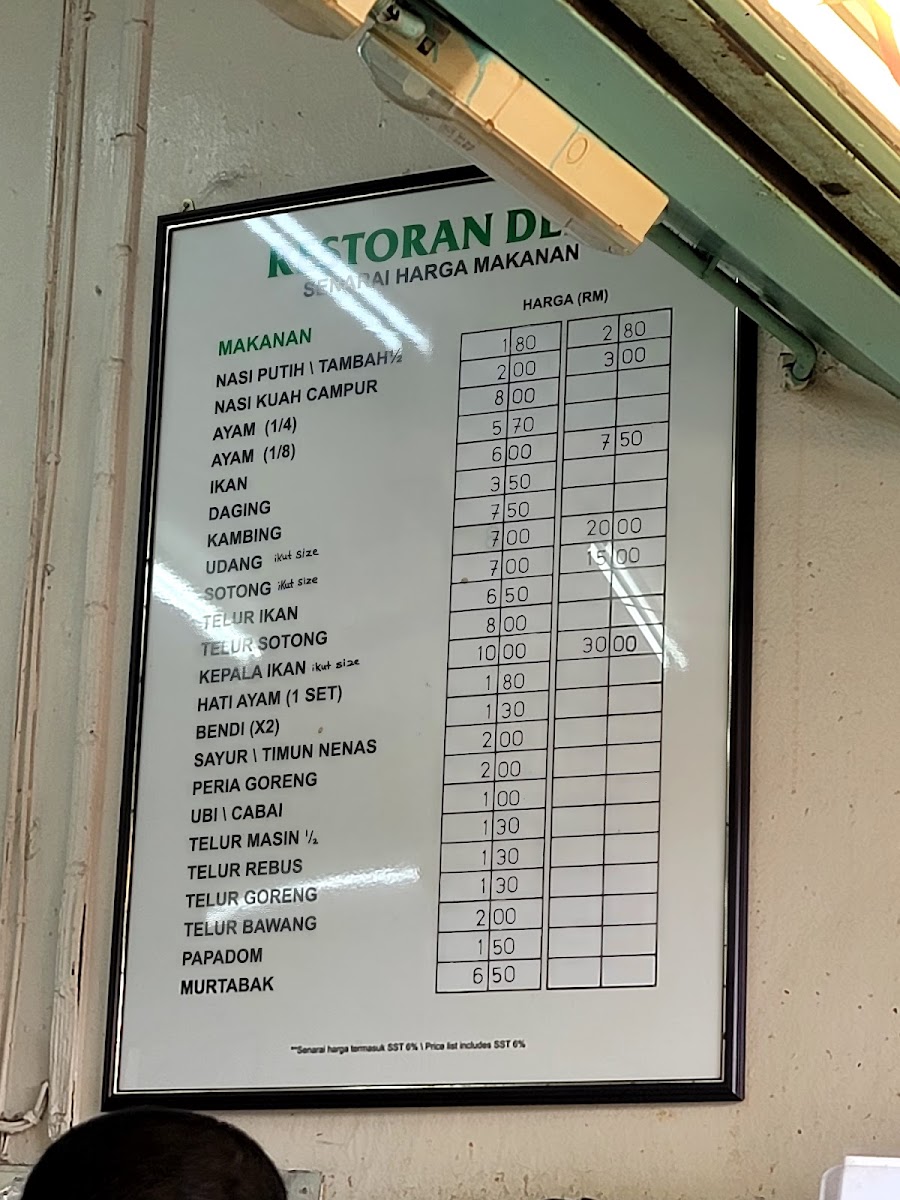 RESTORAN
SENARAI HARGA MAKANAN
HARGA (RM)
MAKANAN
NASI PUTIH \ TAMBAH½ 1 80 2 80
NASI KUAH CAMPUR 2 00 3 00
AYAM (1/4) 8 00
AYAM (1/8) 5 70
IKAN 6 00 7 50
DAGING 3 50
KAMBING 7 50
UDANG ikut size 7 00 20 00
SOTONG ikut size 7 00 15 00
TELUR IKAN 6 50
TELUR SOTONG 8 00
KEPALA IKAN ikut size 10 00 30 00
HATI AYAM (1 SET) 1 80
BENDI (X2) 1 30
SAYUR \ TIMUN NENAS 2 00
PERIA GORENG 2 00
UBI \ CABAI 1 00
TELUR MASIN ½ 1 30
TELUR REBUS 1 30
TELUR GORENG 1 30
TELUR BAWANG 2 00
PAPADOM 1 50
MURTABAK 6 50
**Senarai harga termasuk SST 6% \ Price list includes SST 6%